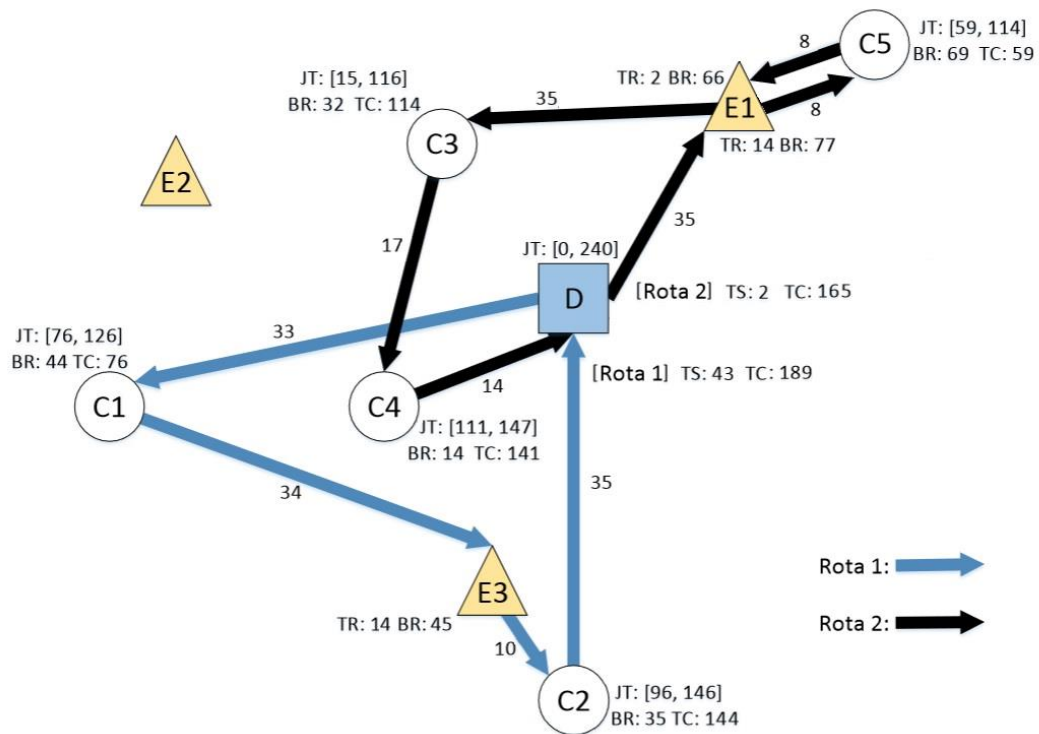 JT: [59, 114]
C5
BR: 69 TC: 59
8
JT: [15, 116]
BR: 32 TC: 114
TR: 2 BR: 66
35
E1
8
C3
TR: 14 BR: 77
E2
35
17
JT: [0, 240]
D
[Rota 2] TS: 2 TC: 165
33
JT: [76, 126]
BR: 44 TC: 76
[Rota 1] TS: 43 TC: 189
14
C1
C4
JT: [111, 147]
BR: 14 TC: 141
34
35
Rota 1:
E3
TR: 14 BR: 45
Rota 2:
10
C2
JT: [96, 146]
BR: 35 TC: 144